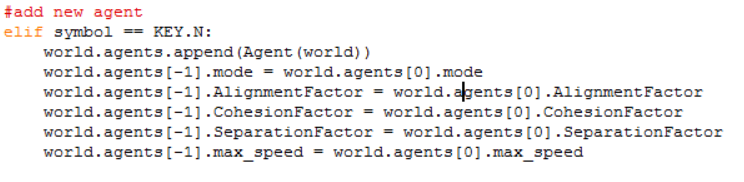 #add new agent
elif symbol == KEY.N:
    world.agents.append(Agent(world))
    world.agents[-1].mode = world.agents[0].mode
    world.agents[-1].AlignmentFactor = world.agents[0].AlignmentFactor
    world.agents[-1].CohesionFactor = world.agents[0].CohesionFactor
    world.agents[-1].SeparationFactor = world.agents[0].SeparationFactor
    world.agents[-1].max_speed = world.agents[0].max_speed